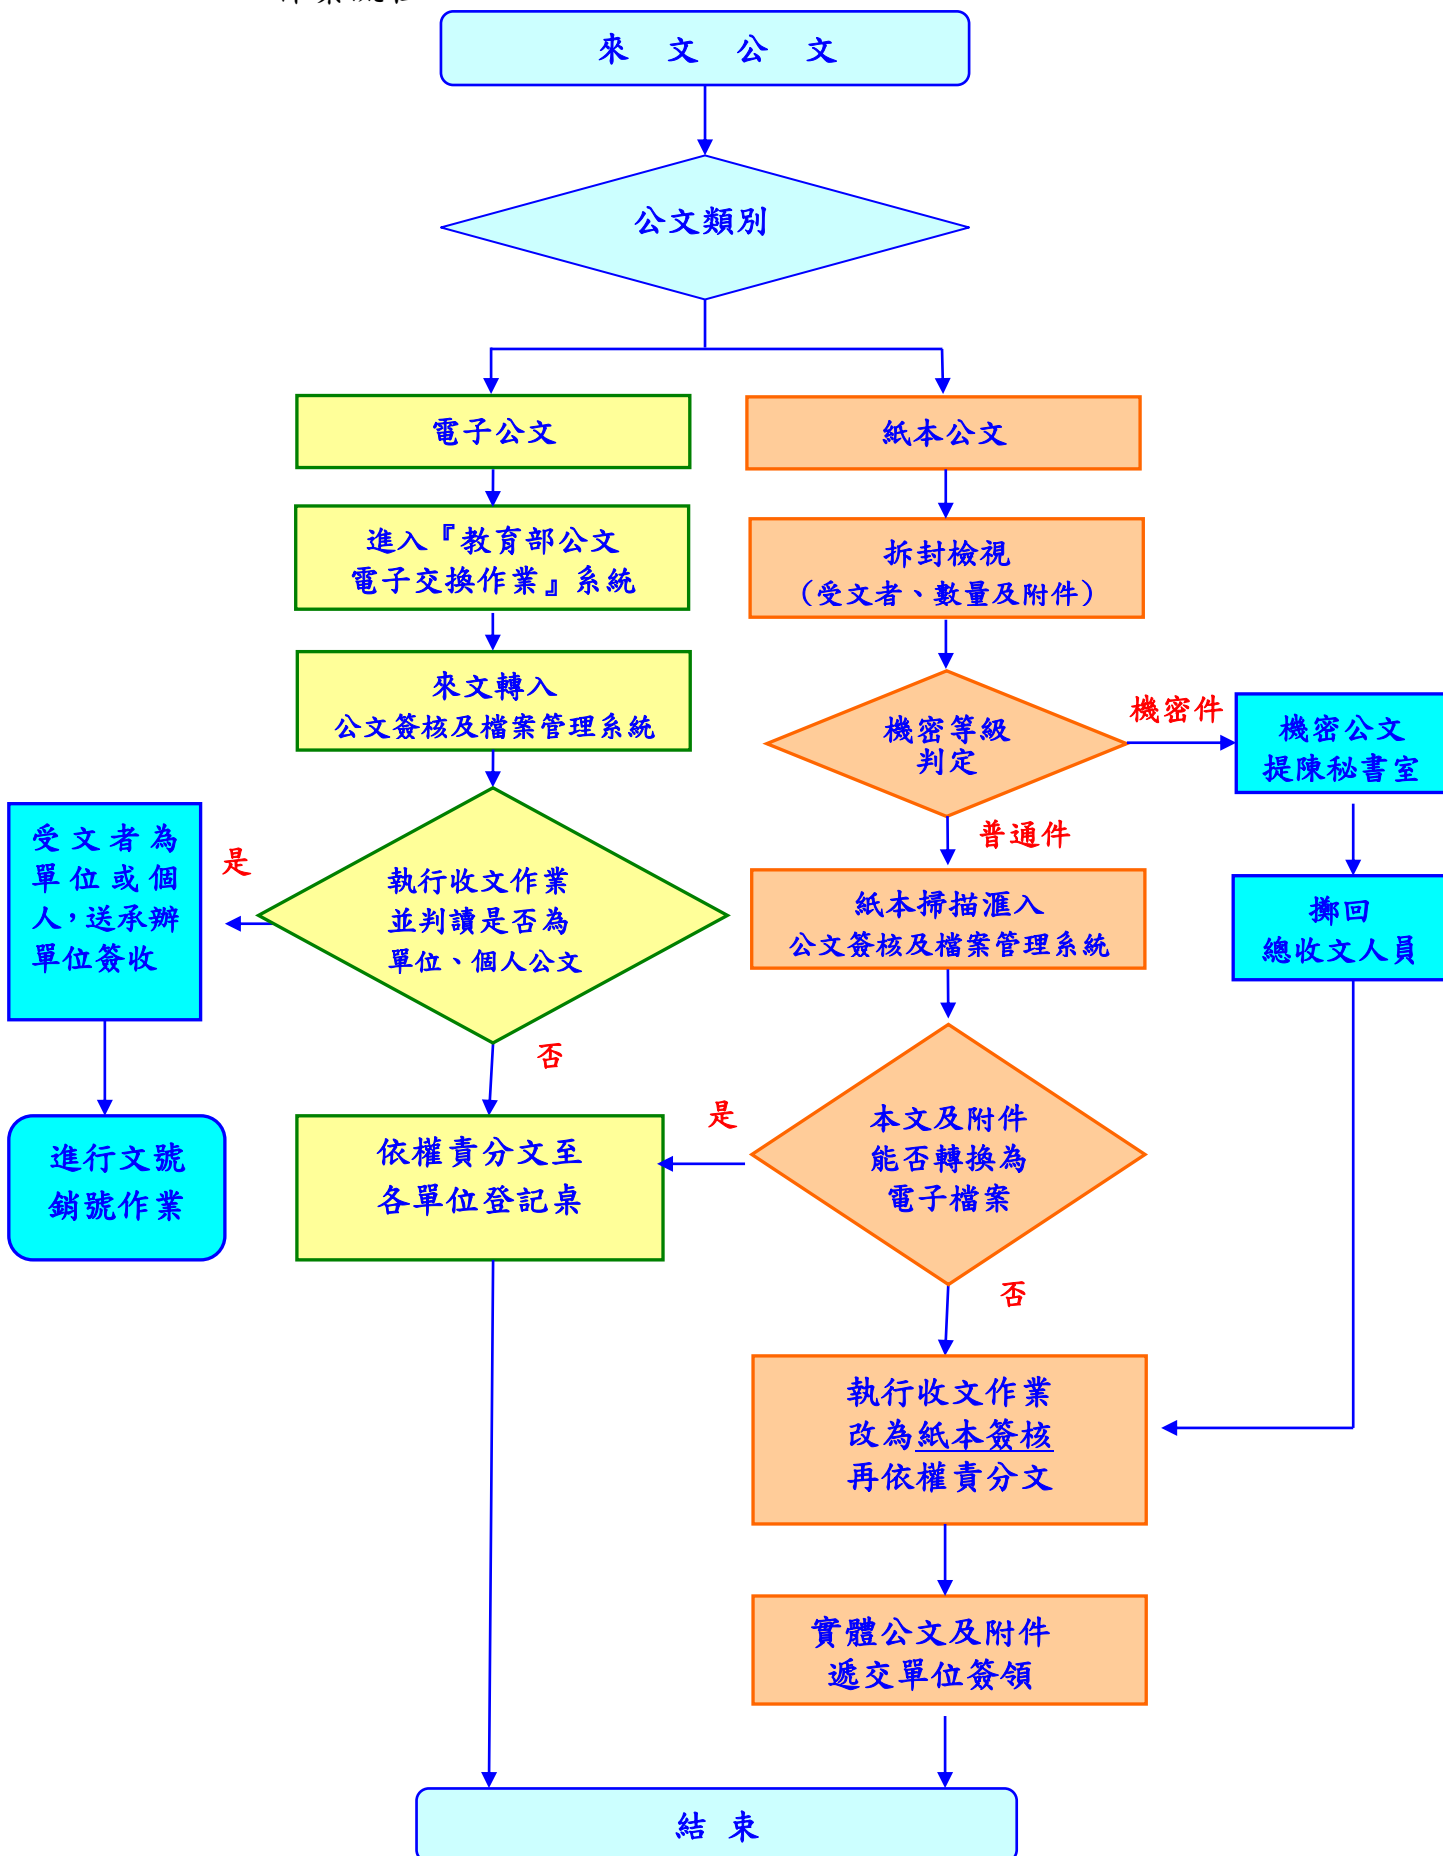 來 文 公 文
公文類別
電子公文
進入『教育部公文
電子交換作業』系統
來文轉入
公文簽核及檔案管理系統
執行收文作業
並判讀是否為
單位、個人公文
是
受文者為
單位或個
人,送承辦
單位簽收
進行文號
銷號作業
否
依權責分文至
各單位登記桌
紙本公文
拆封檢視
(受文者、數量及附件)
機密等級
判定
機密件
機密公文
提陳秘書室
擲回
總收文人員
普通件
紙本掃描滙入
公文簽核及檔案管理系統
本文及附件
能否轉換為
電子檔案
是
否
執行收文作業
改為紙本簽核
再依權責分文
實體公文及附件
遞交單位簽領
結 束